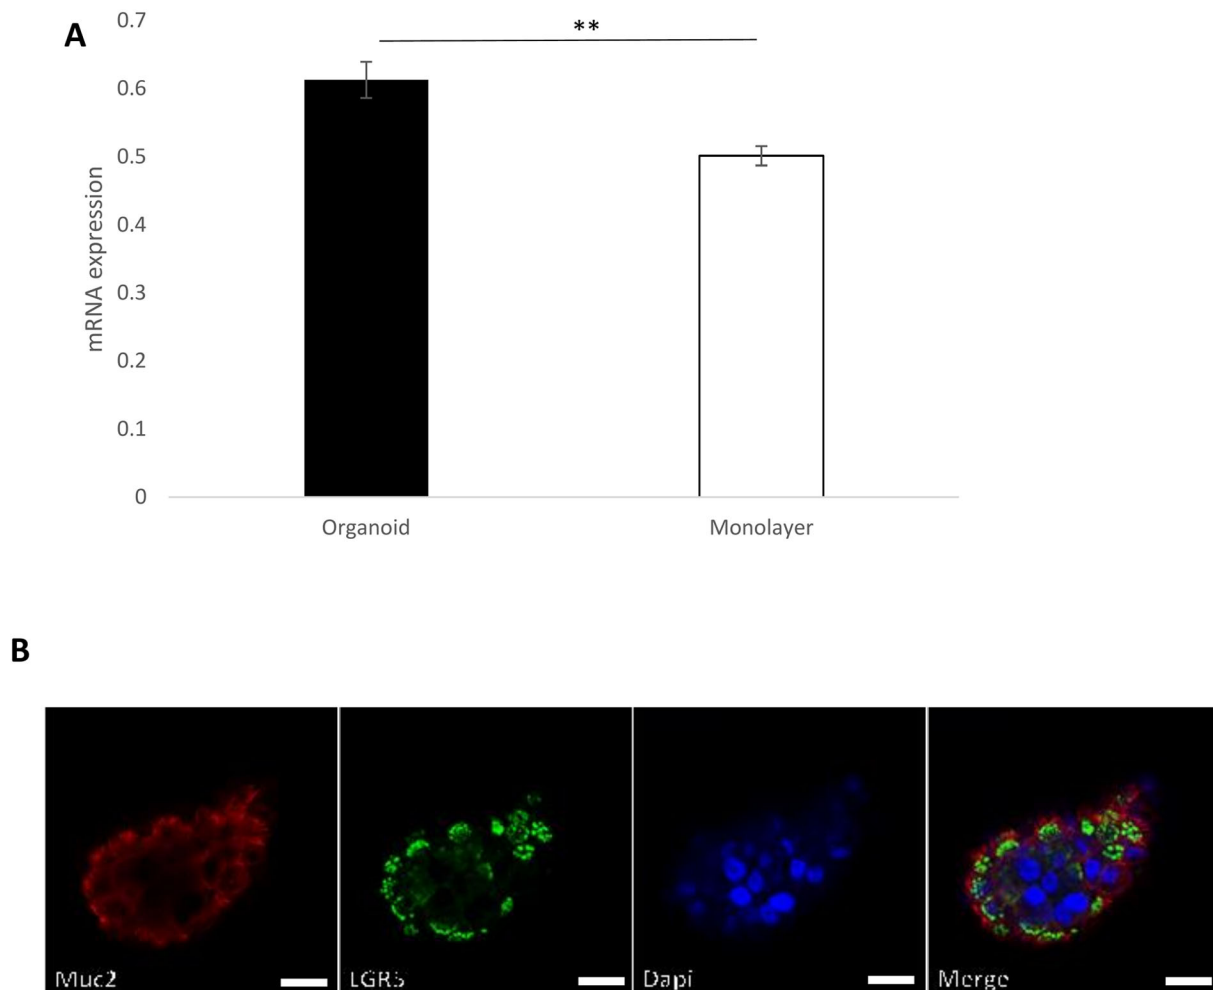 A
**
0.7
0.6
0.5
0.4
0.3
0.2
0.1
0
mRNA expression
Organoid Monolayer
B
Muc2 LGR5 Dapi Merge